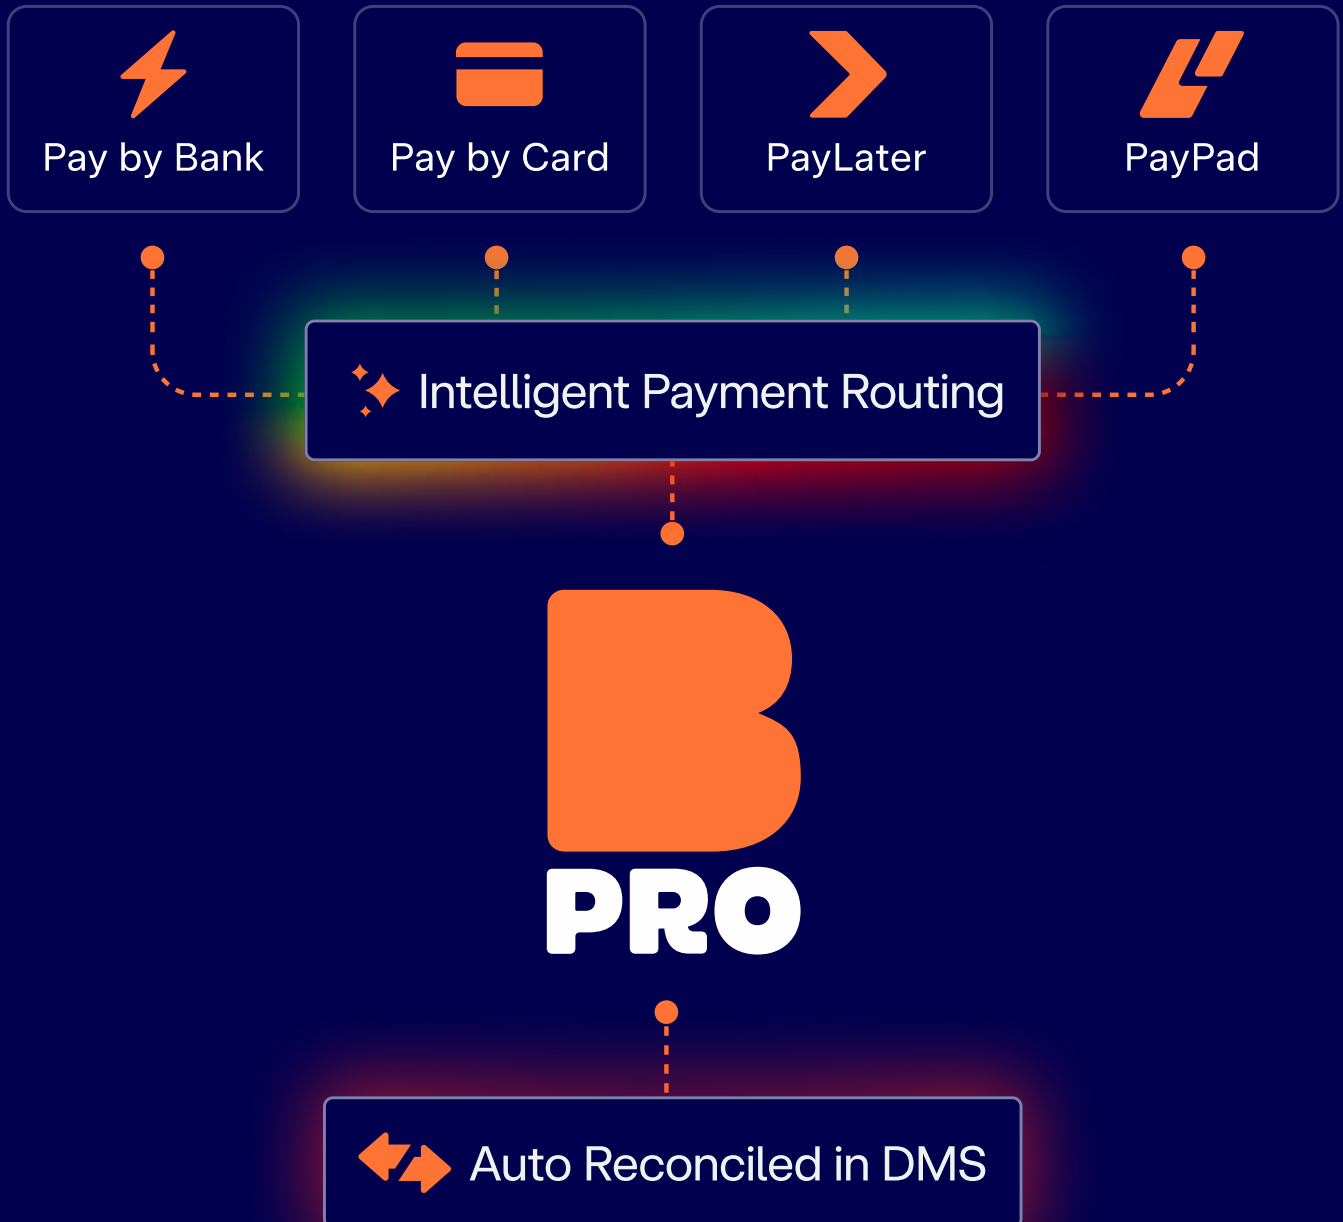 Pay by Bank
Pay by Card
PayLater
PayPad
Intelligent Payment Routing
B
PRO
Auto Reconciled in DMS